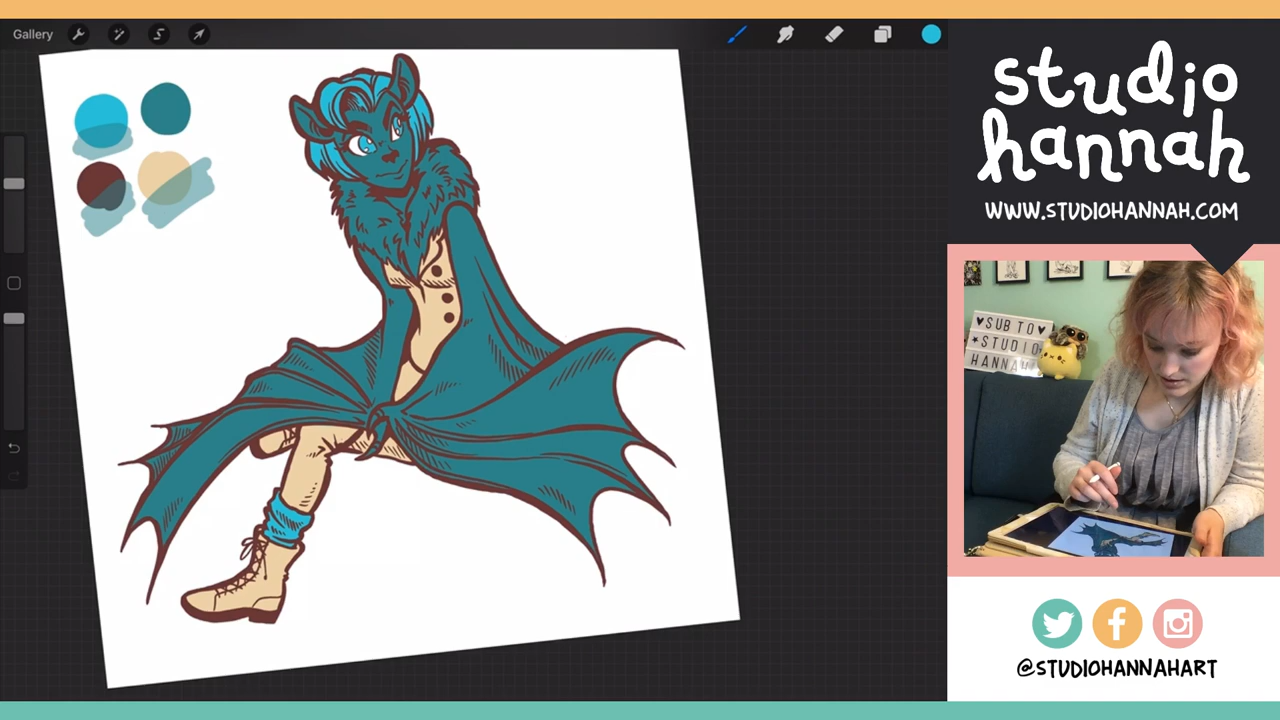 Gallery
studio
hannah
WWW.STUDIOHANNAH.COM
♥SUB TO♥
★STUDIO
HANNAH
@STUDIOHANNAHART